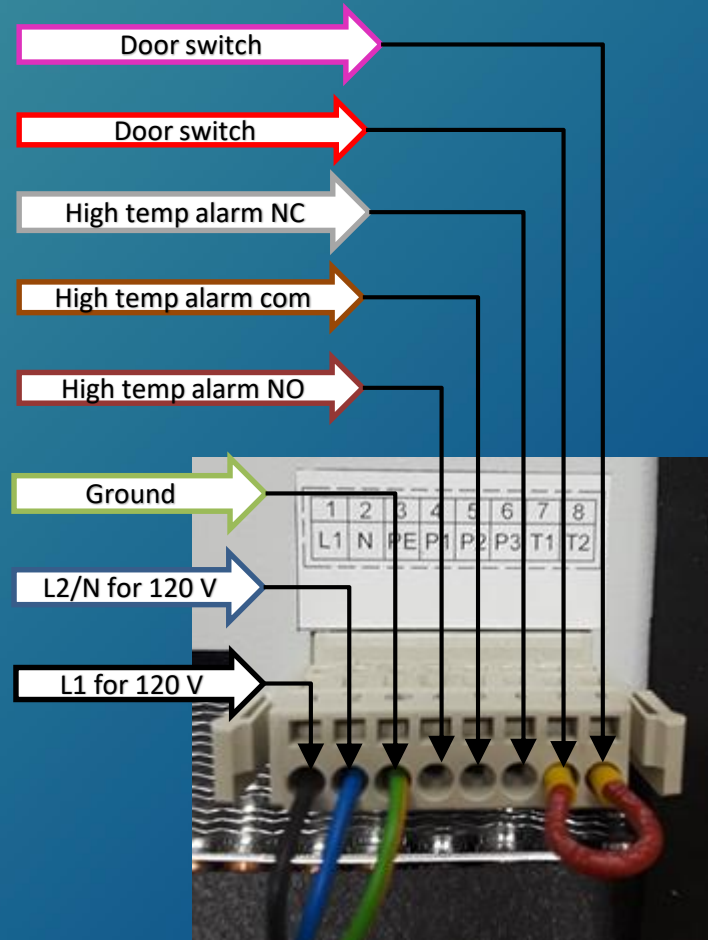 Door switch
Door switch
High temp alarm NC
High temp alarm com
High temp alarm NO
Ground
L2/N for 120 V
L1 for 120 V
1 2 3 4 5 6 7 8
L1 N PE P1 P2 P3 T1 T2